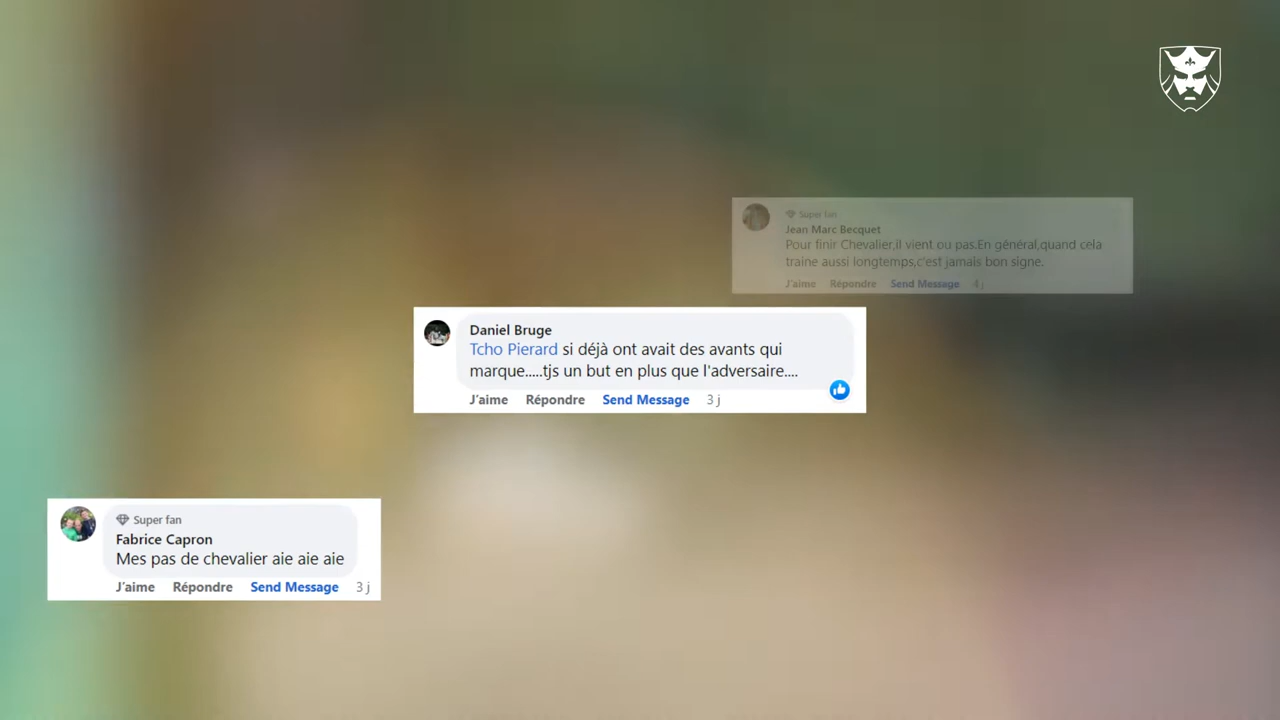 Super fan
Jean Marc Becquet
Pour finir Chevalier,il vient ou pas.En général,quand cela
traine aussi longtemps,c'est jamais bon signe.
J'aime Répondre Send Message 4 j
Daniel Bruge
Tcho Pierard si déjà ont avait des avants qui
marque.....tjs un but en plus que l'adversaire....
J'aime Répondre Send Message 3 j
Super fan
Fabrice Capron
Mes pas de chevalier aie aie aie
J'aime Répondre Send Message 3 j